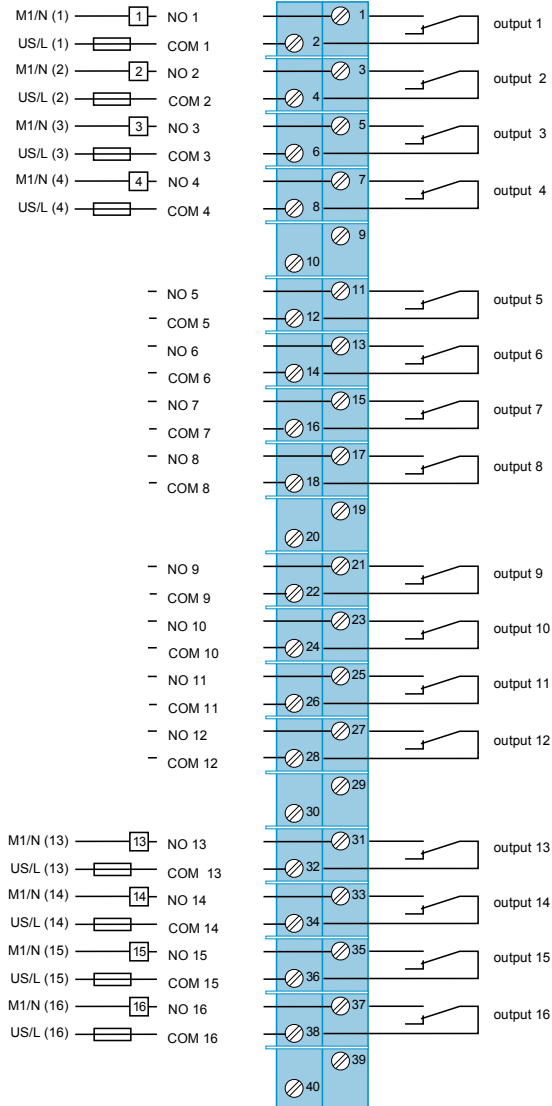 M1/N (1) 1 NO 1 1 output 1
US/L (1) COM 1 2
M1/N (2) 2 NO 2 3 output 2
US/L (2) COM 2 4
M1/N (3) 3 NO 3 5 output 3
US/L (3) COM 3 6
M1/N (4) 4 NO 4 7 output 4
US/L (4) COM 4 8
9
10
NO 5 11 output 5
COM 5 12
NO 6 13 output 6
COM 6 14
NO 7 15 output 7
COM 7 16
NO 8 17 output 8
COM 8 18
19
20
NO 9 21 output 9
COM 9 22
NO 10 23 output 10
COM 10 24
NO 11 25 output 11
COM 11 26
NO 12 27 output 12
COM 12 28
29
30
M1/N (13) 13 NO 13 31 output 13
US/L (13) COM 13 32
M1/N (14) 14 NO 14 33 output 14
US/L (14) COM 14 34
M1/N (15) 15 NO 15 35 output 15
US/L (15) COM 15 36
M1/N (16) 16 NO 16 37 output 16
US/L (16) COM 16 38
39
40